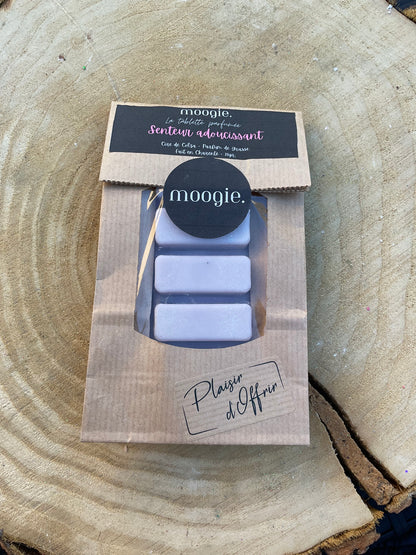 moogie.
La tablette parfumée
Senteur adoucissant
Cire de Colza - Parfum de Grasse
Fait en Charente - 70gr.
moogie.
Plaisir
d'Offrir